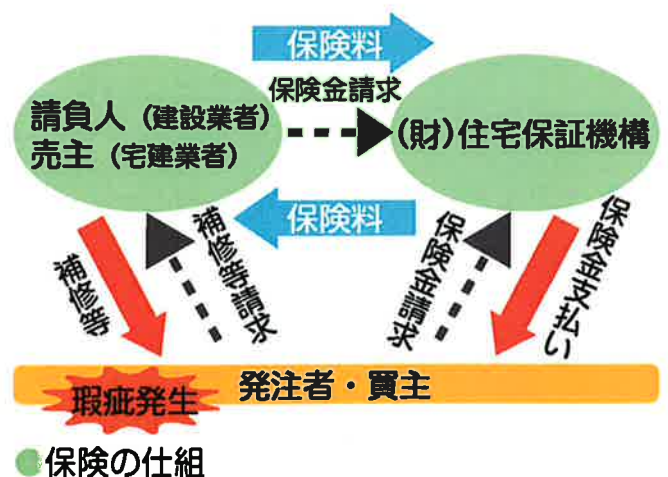 保険料
保険金請求
請負人（建設業者）
売主（宅建業者）
(財)住宅保証機構
保険料
補修等
補修等請求
保険金請求
保険金支払い
瑕疵発生
発注者・買主
●保険の仕組